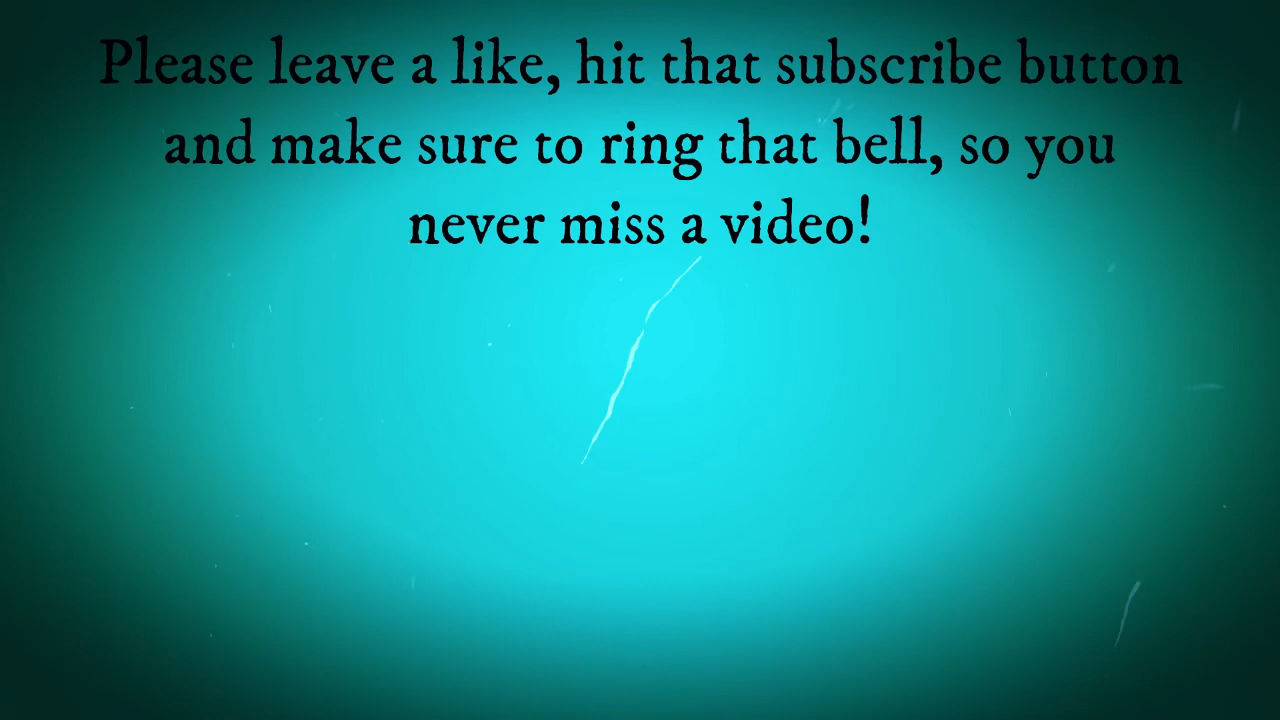 Please leave a like, hit that subscribe button
and make sure to ring that bell, so you
never miss a video!